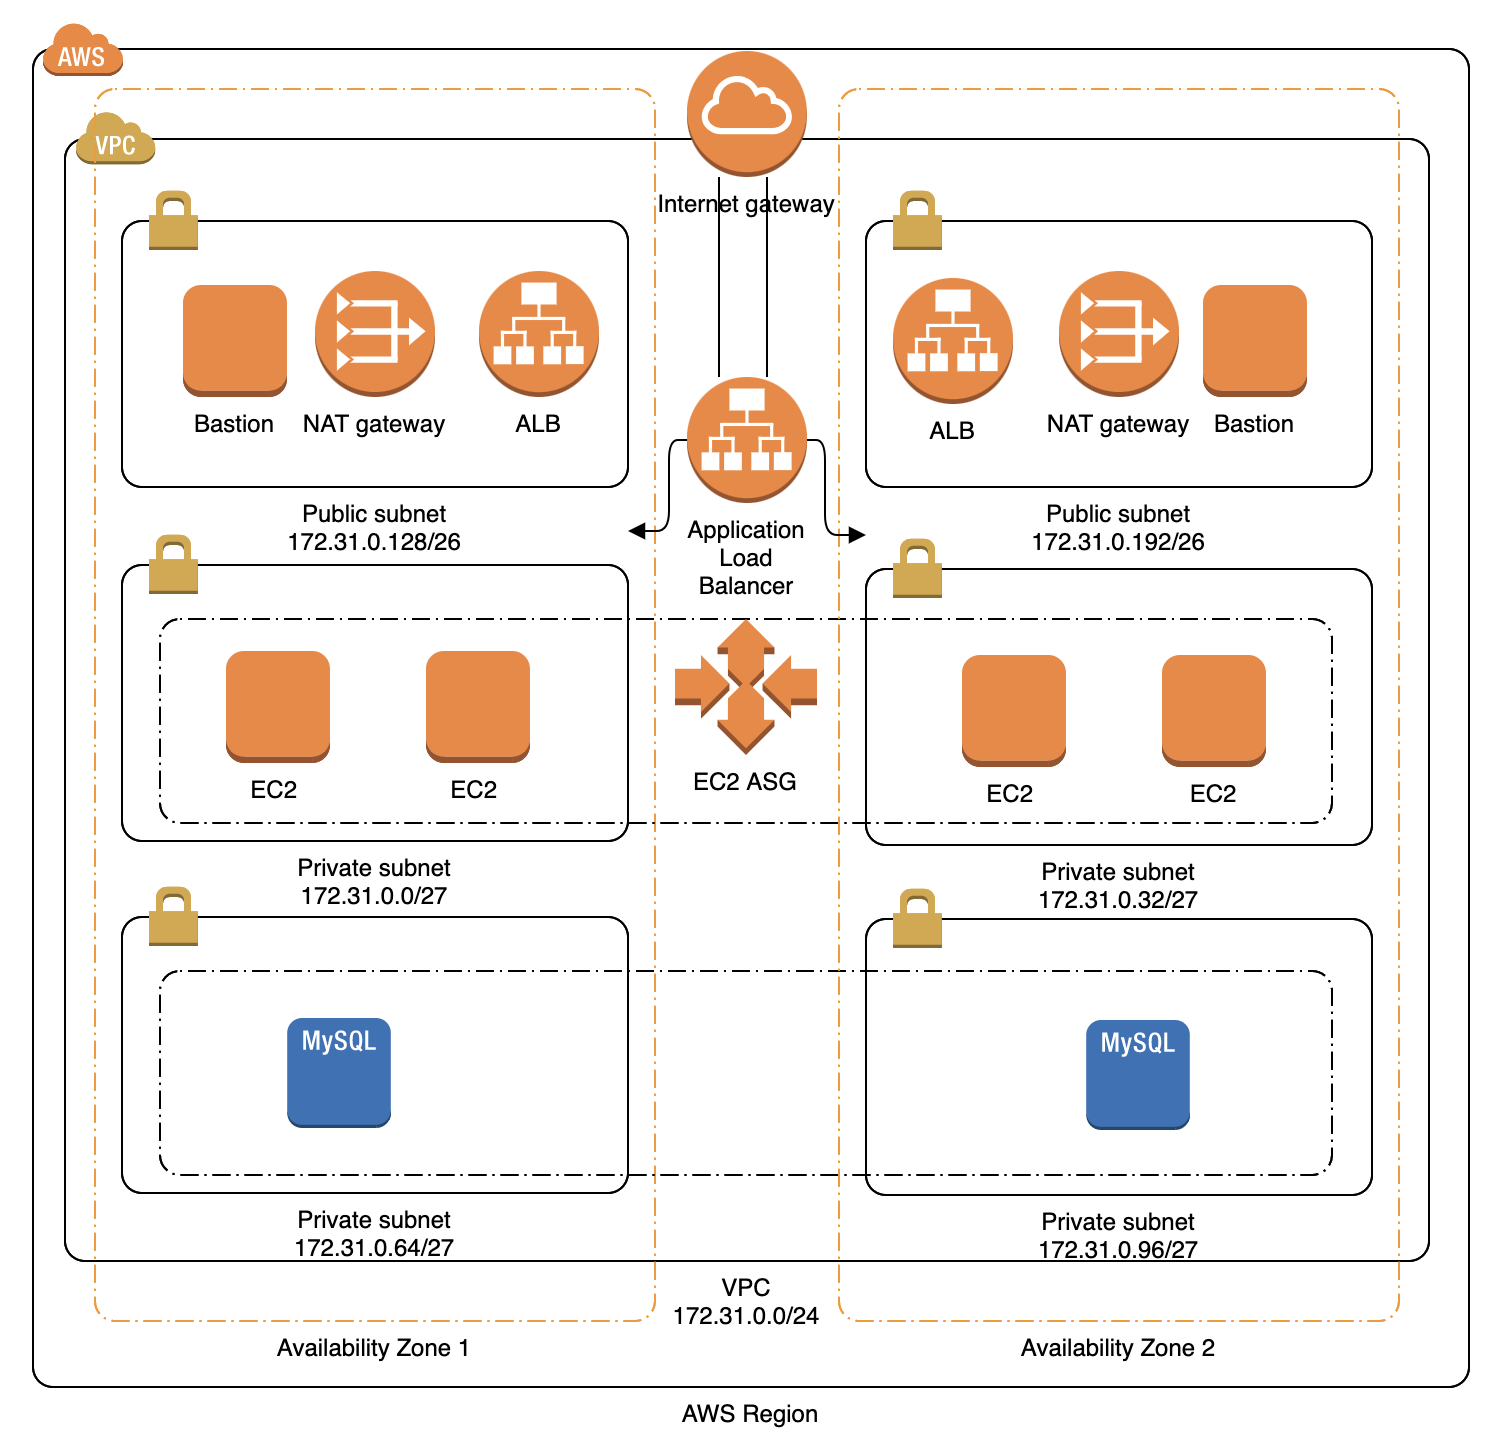 AWS
VPC
Internet gateway
Bastion
NAT gateway
ALB
ALB
NAT gateway
Bastion
Public subnet
172.31.0.128/26
Application
Load
Balancer
Public subnet
172.31.0.192/26
EC2
EC2
EC2 ASG
EC2
EC2
Private subnet
172.31.0.0/27
Private subnet
172.31.0.32/27
MySQL
MySQL
Private subnet
172.31.0.64/27
Private subnet
172.31.0.96/27
VPC
172.31.0.0/24
Availability Zone 1
Availability Zone 2
AWS Region